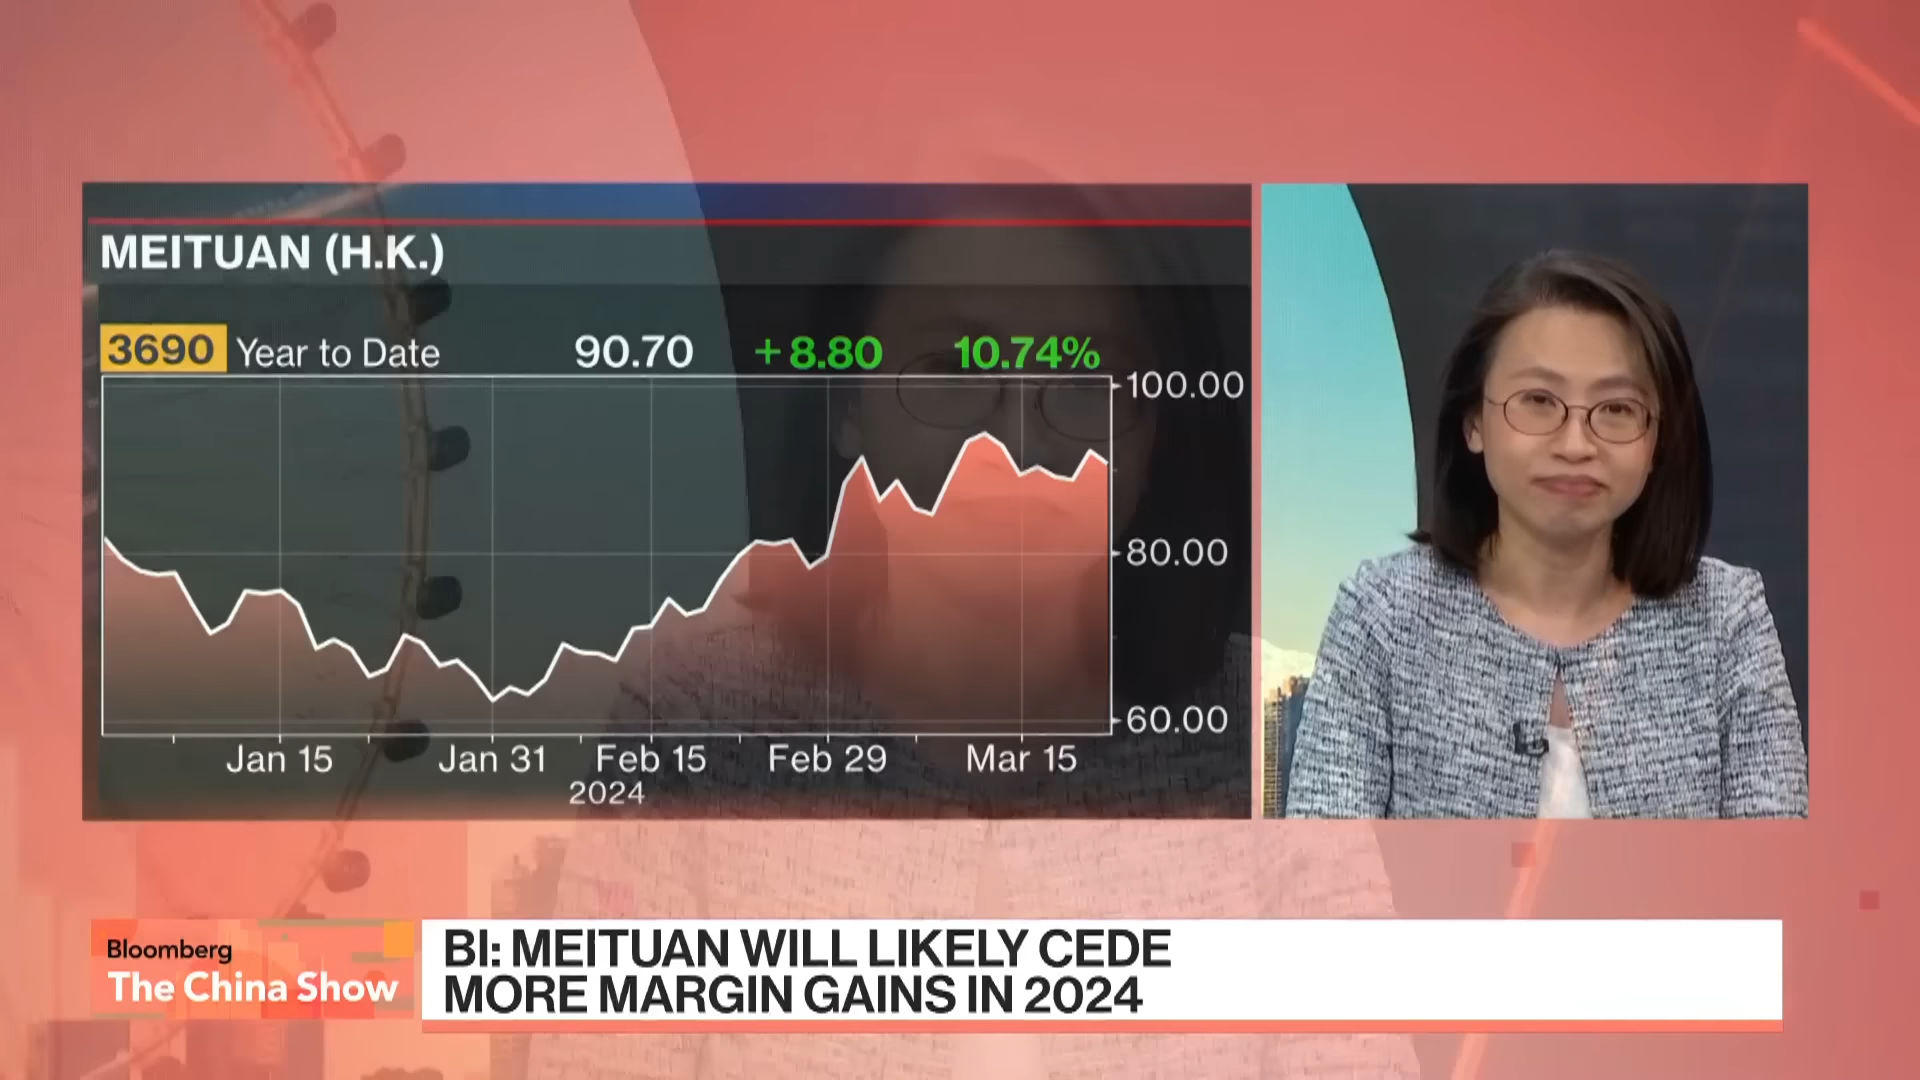 MEITUAN (H.K.)
3690 Year to Date 90.70 +8.80 10.74%
100.00
80.00
60.00
Jan 15 Jan 31 Feb 15 Feb 29 Mar 15
2024
Bloomberg
The China Show
BI: MEITUAN WILL LIKELY CEDE
MORE MARGIN GAINS IN 2024